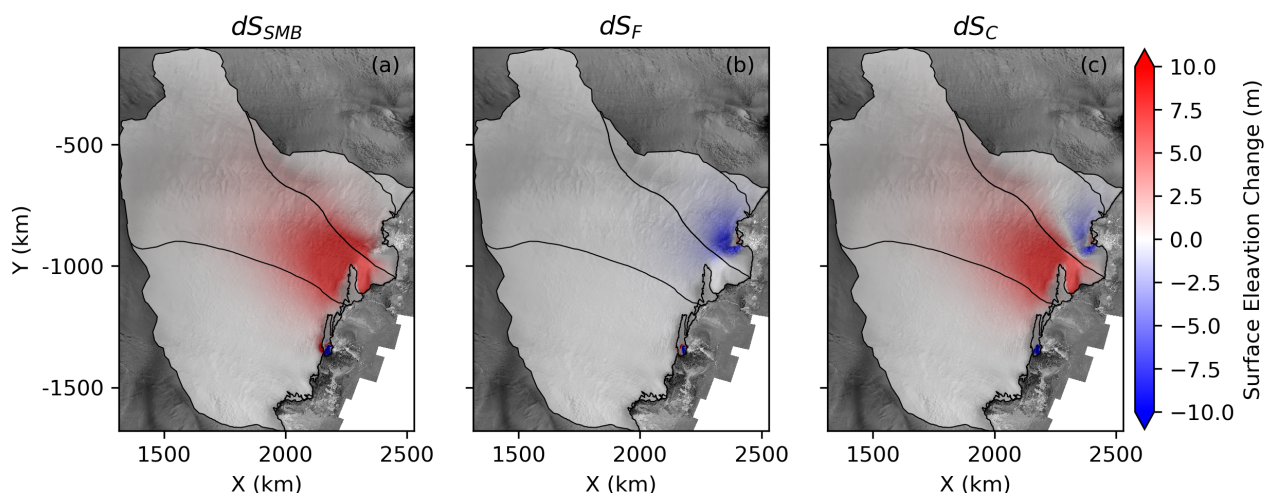 dS_SMB dS_F dS_C
(a) (b) (c)
Y (km)
-500
-1000
-1500
1500 2000 2500 1500 2000 2500 1500 2000 2500
X (km) X (km) X (km)
10.0
7.5
5.0
2.5
0.0
−2.5
−5.0
−7.5
−10.0
Surface Eleavtion Change (m)